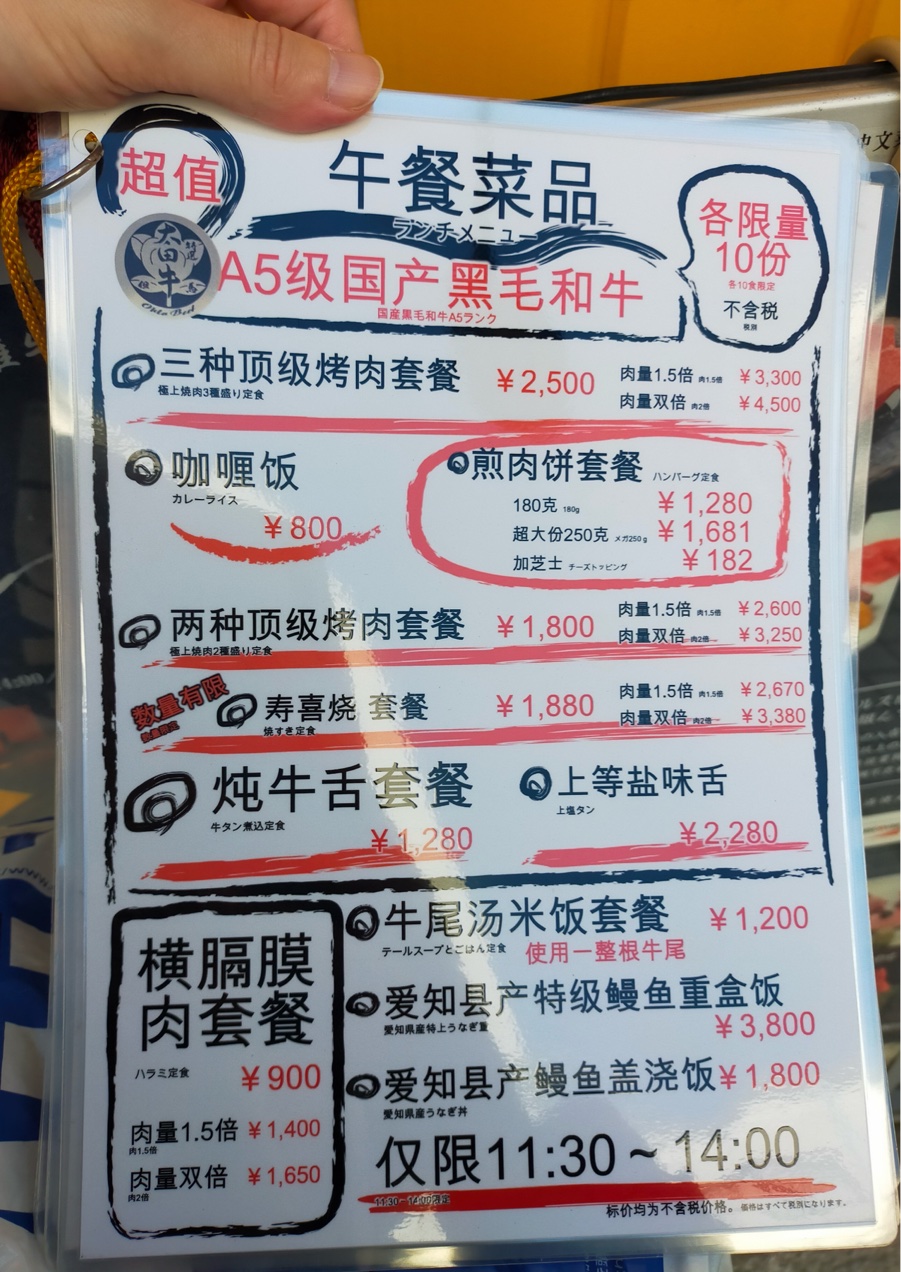 超值
午餐菜品
ランチメニュー
各限量
10份
各10食限定
不含税
税別
太田牛
Ohta Beef
A5级国产黑毛和牛
国産黒毛和牛A5ランク
三种顶级烤肉套餐 ¥2,500
極上焼肉3種盛り定食
肉量1.5倍 肉1.5倍 ¥3,300
肉量双倍 肉2倍 ¥4,500
咖喱饭
カレーライス
¥800
煎肉饼套餐 ハンバーグ定食
180克 180g ¥1,280
超大份250克 メガ250g ¥1,681
加芝士 チーズトッピング ¥182
两种顶级烤肉套餐 ¥1,800
極上焼肉2種盛り定食
肉量1.5倍 肉1.5倍 ¥2,600
肉量双倍 肉2倍 ¥3,250
数量有限
寿喜烧 套餐 ¥1,880
焼すき定食
肉量1.5倍 肉1.5倍 ¥2,670
肉量双倍 肉2倍 ¥3,380
炖牛舌套餐
牛タン煮込定食
¥1,280
上等盐味舌
上塩タン
¥2,280
横膈膜
肉套餐
ハラミ定食 ¥900
肉量1.5倍 ¥1,400
肉1.5倍
肉量双倍 ¥1,650
肉2倍
牛尾汤米饭套餐 ¥1,200
テールスープとごはん定食 使用一整根牛尾
爱知县产特级鳗鱼重盒饭
愛知県産特上うなぎ重
¥3,800
爱知县产鳗鱼盖浇饭 ¥1,800
愛知県産うなぎ丼
仅限11:30~14:00
11:30~14:00限定
标价均为不含税价格。 価格はすべて税別になります。